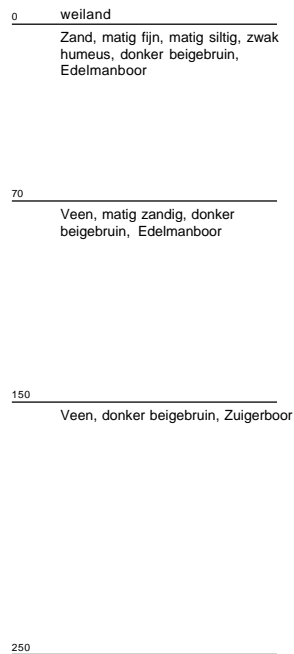 0 weiland
Zand, matig fijn, matig siltig, zwak
humeus, donker beigebruin,
Edelmanboor
70
Veen, matig zandig, donker
beigebruin, Edelmanboor
150
Veen, donker beigebruin, Zuigerboor
250